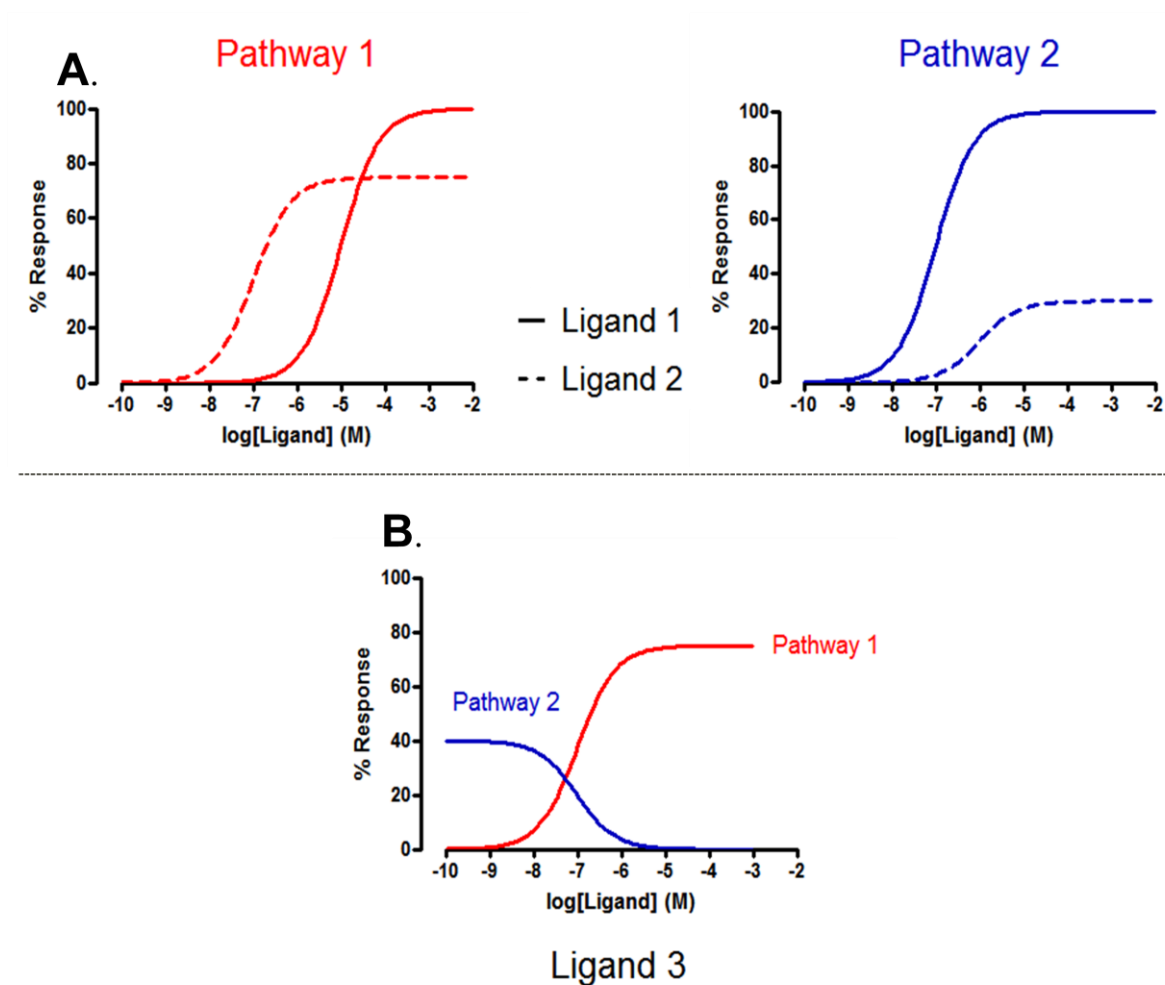 A.
Pathway 1
Pathway 2
100
80
60
40
20
0
% Response
-10 -9 -8 -7 -6 -5 -4 -3 -2
log[Ligand] (M)
Ligand 1
Ligand 2
100
80
60
40
20
0
% Response
-10 -9 -8 -7 -6 -5 -4 -3 -2
log[Ligand] (M)
B.
100
80
60
40
20
0
% Response
Pathway 1
Pathway 2
-10 -9 -8 -7 -6 -5 -4 -3 -2
log[Ligand] (M)
Ligand 3